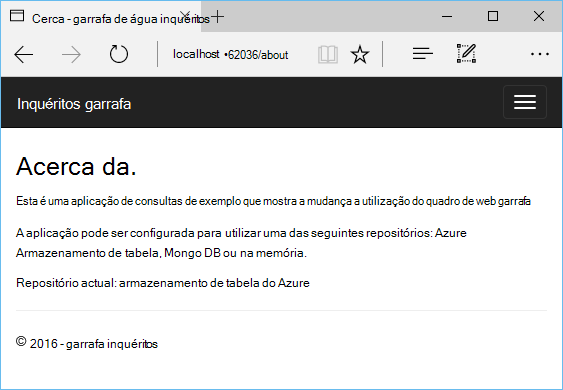 Cerca - garrafa de água inquéritos
localhost •62036/about
Inquéritos garrafa
Acerca da.
Esta é uma aplicação de consultas de exemplo que mostra a mudança a utilização do quadro de web garrafa
A aplicação pode ser configurada para utilizar uma das seguintes repositórios: Azure
Armazenamento de tabela, Mongo DB ou na memória.
Repositório actual: armazenamento de tabela do Azure
© 2016 - garrafa inquéritos